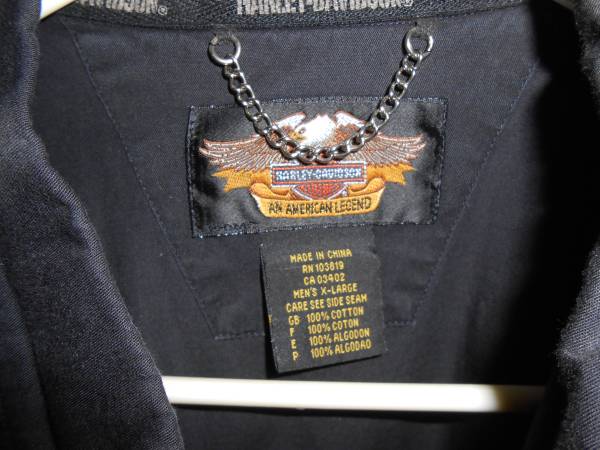 DAVIDSON®
HARLEY-DAVIDSON®
HARLEY-DAVIDSON
AN AMERICAN LEGEND
MADE IN CHINA
RN 103819
CA 03402
MEN'S X-LARGE
CARE SEE SIDE SEAM
GB 100% COTTON
F 100% COTON
E 100% ALGODON
P 100% ALGODAO